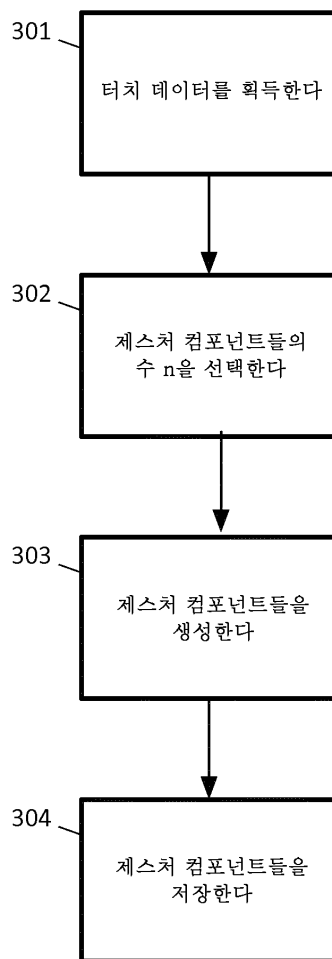 301
터치 데이터를 획득한다
302
제스처 컴포넌트들의
수 n을 선택한다
303
제스처 컴포넌트들을
생성한다
304
제스처 컴포넌트들을
저장한다